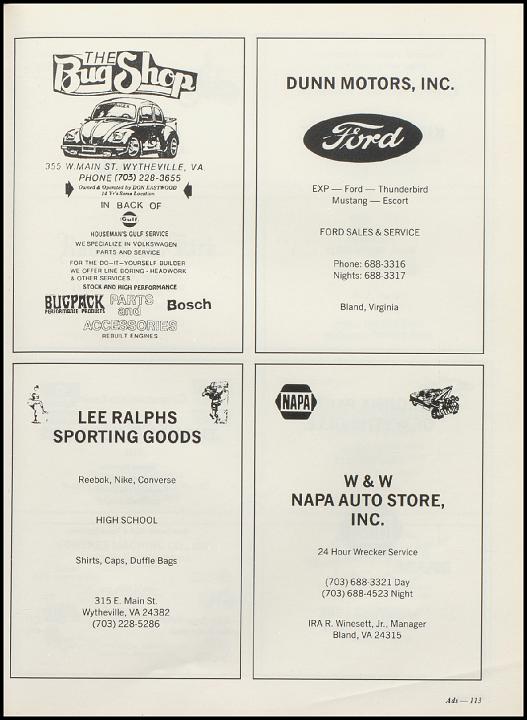 THE
Bug Shop
355 W. MAIN ST. WYTHEVILLE, VA
PHONE (703) 228-3655
Owned & Operated by DON EASTWOOD
14 Yr's Same Location
IN BACK OF
Gulf
HOUSEMAN'S GULF SERVICE
WE SPECIALIZE IN VOLKSWAGEN
PARTS AND SERVICE
FOR THE DO-IT-YOURSELF BUILDER
WE OFFER LINE BORING - HEADWORK
& OTHER SERVICES.
STOCK AND HIGH PERFORMANCE
BUGPACK
PERFORMANCE PRODUCTS
PARTS
and
Bosch
ACCESSORIES
REBUILT ENGINES
DUNN MOTORS, INC.
Ford
EXP — Ford — Thunderbird
Mustang — Escort
FORD SALES & SERVICE
Phone: 688-3316
Nights: 688-3317
Bland, Virginia
LEE RALPHS
SPORTING GOODS
Reebok, Nike, Converse
HIGH SCHOOL
Shirts, Caps, Duffle Bags
315 E. Main St.
Wytheville, VA 24382
(703) 228-5286
NAPA
W & W
NAPA AUTO STORE,
INC.
24 Hour Wrecker Service
(703) 688-3321 Day
(703) 688-4523 Night
IRA R. Winesett, Jr., Manager
Bland, VA 24315
Ads — 113